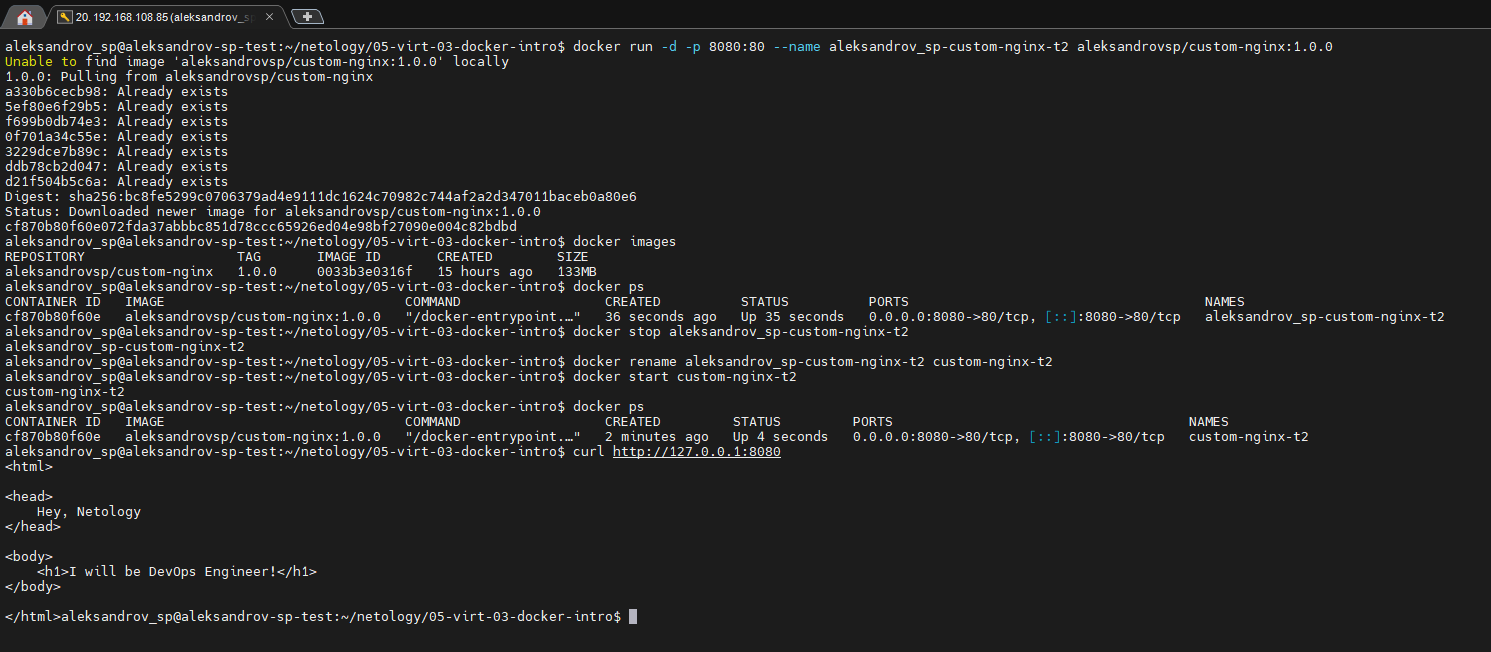 20. 192.168.108.85 (aleksandrov_sp
aleksandrov_sp@aleksandrov-sp-test:~/netology/05-virt-03-docker-intro$ docker run -d -p 8080:80 --name aleksandrov_sp-custom-nginx-t2 aleksandrovsp/custom-nginx:1.0.0
Unable to find image 'aleksandrovsp/custom-nginx:1.0.0' locally
1.0.0: Pulling from aleksandrovsp/custom-nginx
a330b6cecb98: Already exists
5ef80e6f29b5: Already exists
f699b0db74e3: Already exists
0f701a34c55e: Already exists
3229dce7b89c: Already exists
ddb78cb2d047: Already exists
d21f504b5c6a: Already exists
Digest: sha256:bc8fe5299c0706379ad4e9111dc1624c70982c744af2a2d347011baceb0a80e6
Status: Downloaded newer image for aleksandrovsp/custom-nginx:1.0.0
cf870b80f60e072fda37abbbc851d78ccc65926ed04e98bf27090e004c82bdbd
aleksandrov_sp@aleksandrov-sp-test:~/netology/05-virt-03-docker-intro$ docker images
REPOSITORY TAG IMAGE ID CREATED SIZE
aleksandrovsp/custom-nginx 1.0.0 0033b3e0316f 15 hours ago 133MB
aleksandrov_sp@aleksandrov-sp-test:~/netology/05-virt-03-docker-intro$ docker ps
CONTAINER ID IMAGE COMMAND CREATED STATUS PORTS NAMES
cf870b80f60e aleksandrovsp/custom-nginx:1.0.0 "/docker-entrypoint.…" 36 seconds ago Up 35 seconds 0.0.0.0:8080->80/tcp, [::]:8080->80/tcp aleksandrov_sp-custom-nginx-t2
aleksandrov_sp@aleksandrov-sp-test:~/netology/05-virt-03-docker-intro$ docker stop aleksandrov_sp-custom-nginx-t2
aleksandrov_sp-custom-nginx-t2
aleksandrov_sp@aleksandrov-sp-test:~/netology/05-virt-03-docker-intro$ docker rename aleksandrov_sp-custom-nginx-t2 custom-nginx-t2
aleksandrov_sp@aleksandrov-sp-test:~/netology/05-virt-03-docker-intro$ docker start custom-nginx-t2
custom-nginx-t2
aleksandrov_sp@aleksandrov-sp-test:~/netology/05-virt-03-docker-intro$ docker ps
CONTAINER ID IMAGE COMMAND CREATED STATUS PORTS NAMES
cf870b80f60e aleksandrovsp/custom-nginx:1.0.0 "/docker-entrypoint.…" 2 minutes ago Up 4 seconds 0.0.0.0:8080->80/tcp, [::]:8080->80/tcp custom-nginx-t2
aleksandrov_sp@aleksandrov-sp-test:~/netology/05-virt-03-docker-intro$ curl http://127.0.0.1:8080
<html>
<head>
Hey, Netology
</head>
<body>
<h1>I will be DevOps Engineer!</h1>
</body>
</html>aleksandrov_sp@aleksandrov-sp-test:~/netology/05-virt-03-docker-intro$